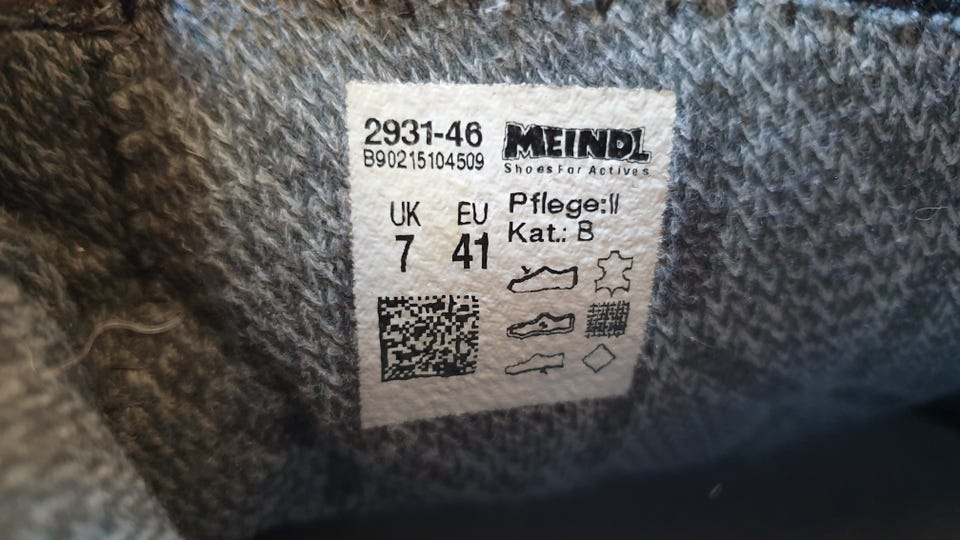 2931-46
B90215104509
MEINDL
Shoes For Actives
UK EU
7 41
Pflege:II
Kat.: B